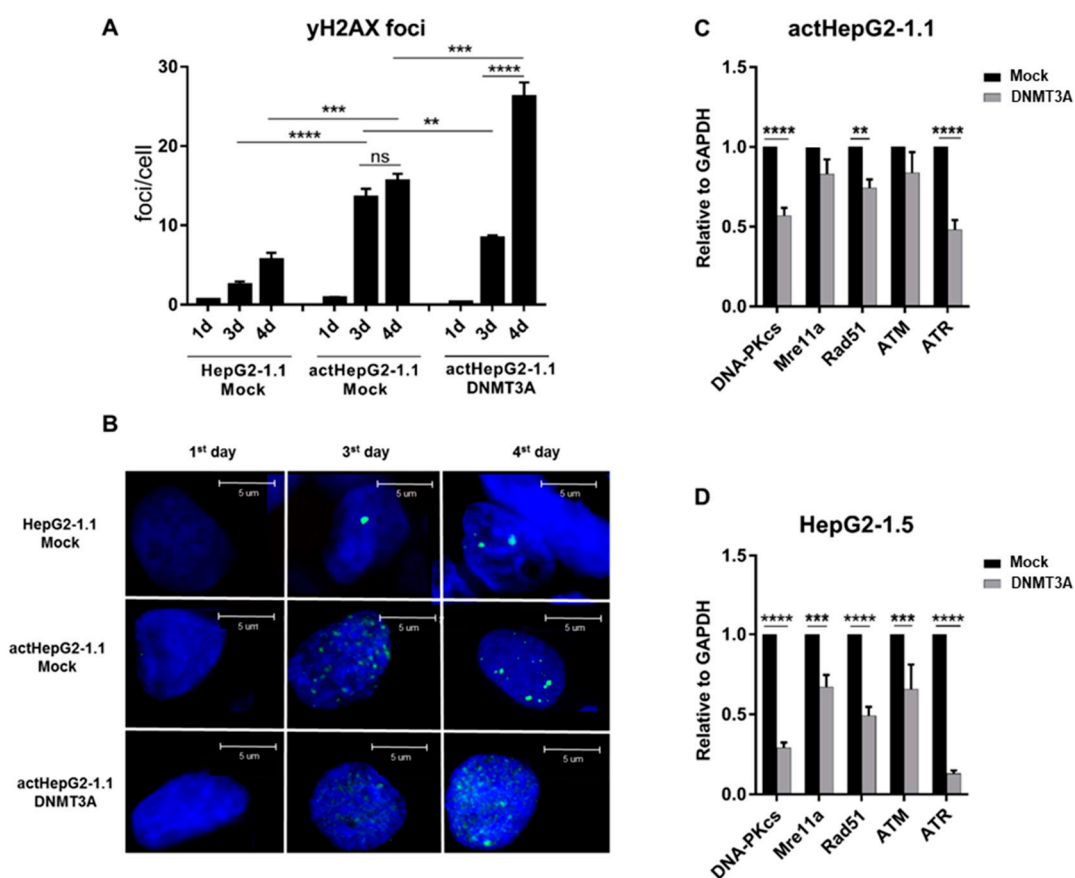 A
yH2AX foci
foci/cell
30
20
10
0
***
****
***
****
**
***
ns
1d 3d 4d 1d 3d 4d 1d 3d 4d
HepG2-1.1
Mock
actHepG2-1.1
Mock
actHepG2-1.1
DNMT3A
B
1st day 3rd day 4st day
HepG2-1.1
Mock
5 um 5 um 5 um
actHepG2-1.1
Mock
5 um 5 um 5 um
actHepG2-1.1
DNMT3A
5 um 5 um 5 um
C
actHepG2-1.1
Mock
DNMT3A
Relative to GAPDH
1.5
1.0
0.5
0.0
**** ** ****
DNA-PKcs Mre11a Rad51 ATM ATR
D
HepG2-1.5
Mock
DNMT3A
Relative to GAPDH
1.5
1.0
0.5
0.0
**** *** **** *** ****
DNA-PKcs Mre11a Rad51 ATM ATR